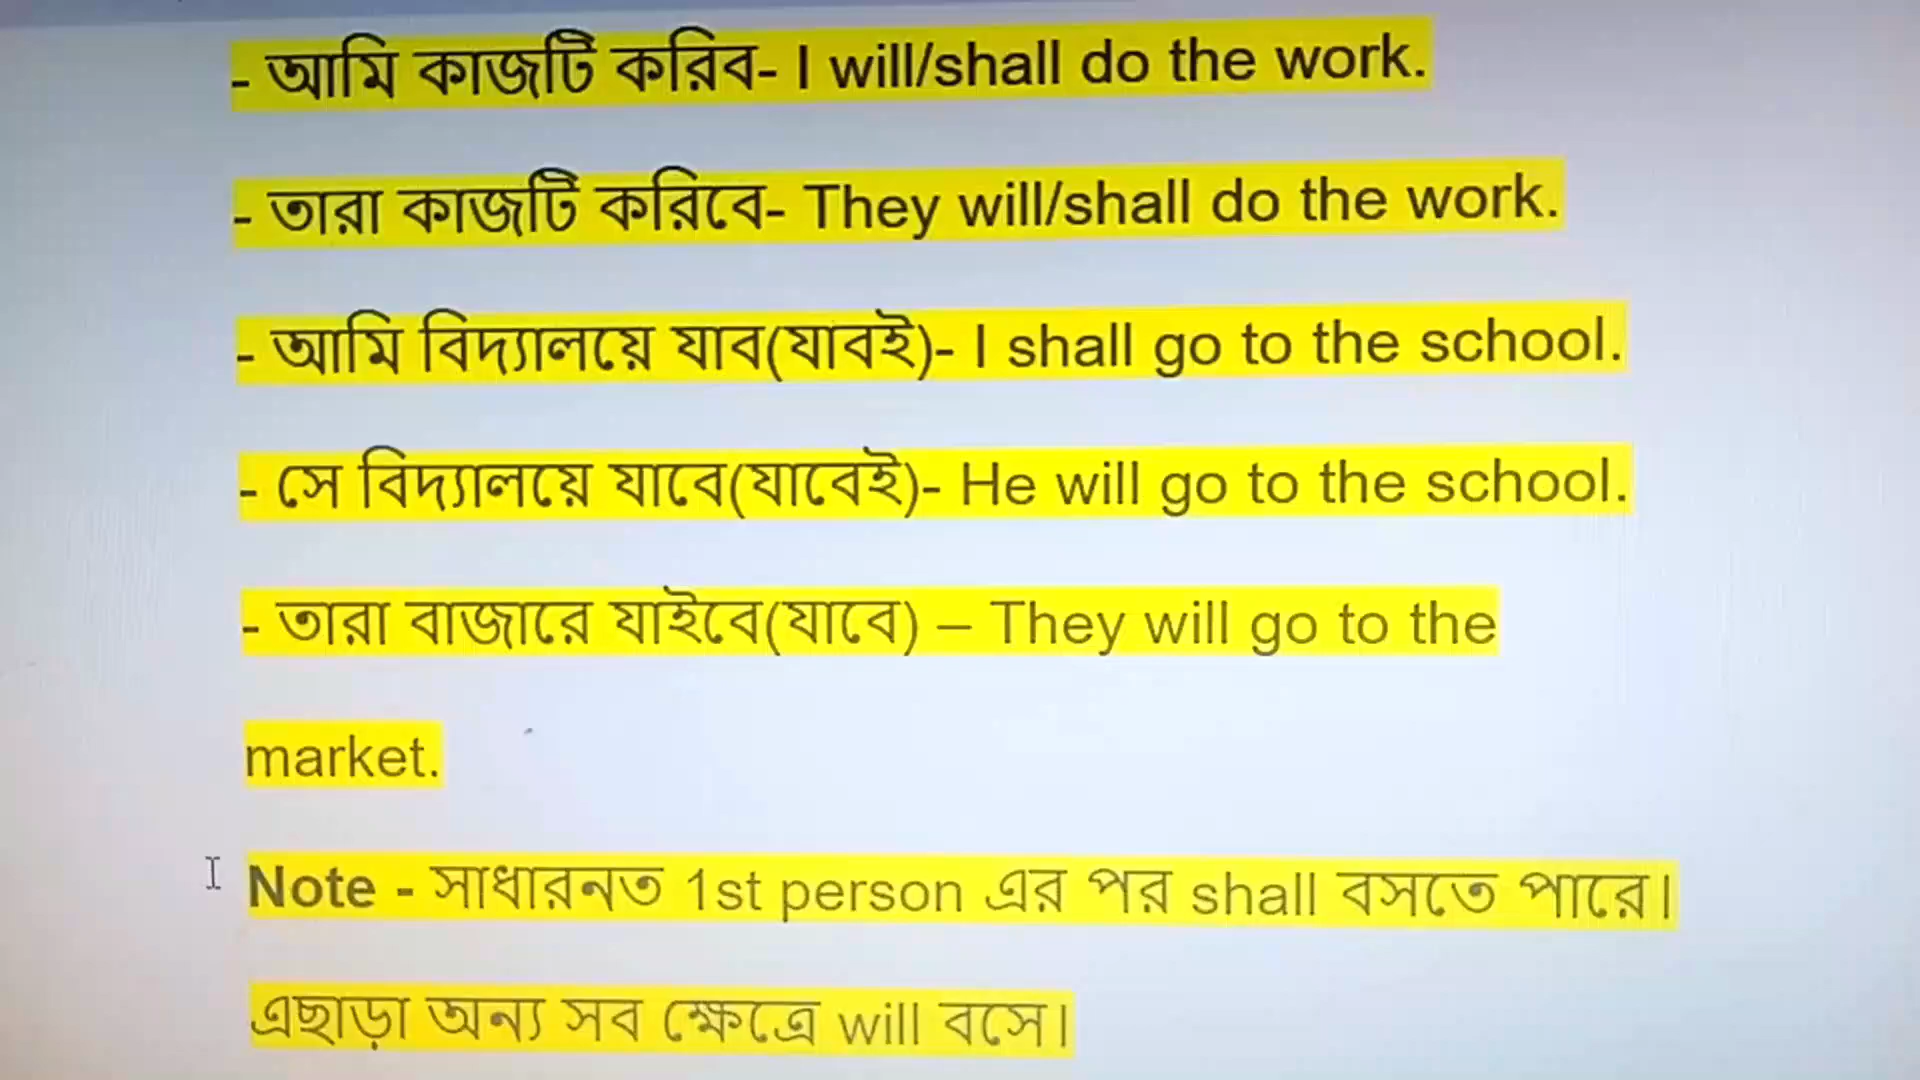 - আমি কাজটি করিব- I will/shall do the work.
- তারা কাজটি করিবে- They will/shall do the work.
- আমি বিদ্যালয়ে যাব(যাবই)- I shall go to the school.
- সে বিদ্যালয়ে যাবে(যাবেই)- He will go to the school.
- তারা বাজারে যাইবে(যাবে) – They will go to the
market.
Note - সাধারনত 1st person এর পর shall বসতে পারে।
এছাড়া অন্য সব ক্ষেত্রে will বসে।